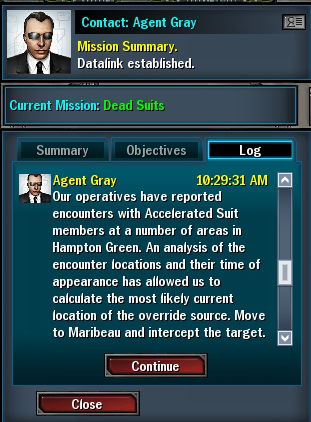 Contact: Agent Gray
Mission Summary.
Datalink established.
Current Mission: Dead Suits
Summary
Objectives
Log
Agent Gray 10:29:31 AM
Our operatives have reported
encounters with Accelerated Suit
members at a number of areas in
Hampton Green. An analysis of the
encounter locations and their time of
appearance has allowed us to
calculate the most likely current
location of the override source. Move
to Maribeau and intercept the target.
Continue
Close